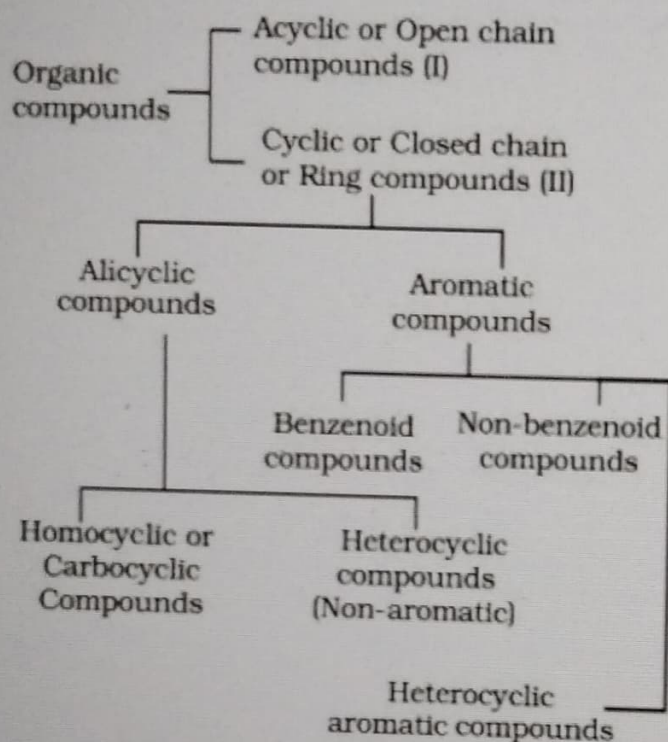 Acyclic or Open chain
compounds (I)
Organic
compounds
Cyclic or Closed chain
or Ring compounds (II)
Alicyclic
compounds
Aromatic
compounds
Benzenoid
compounds
Non-benzenoid
compounds
Homocyclic or
Carbocyclic
Compounds
Heterocyclic
compounds
(Non-aromatic)
Heterocyclic
aromatic compounds